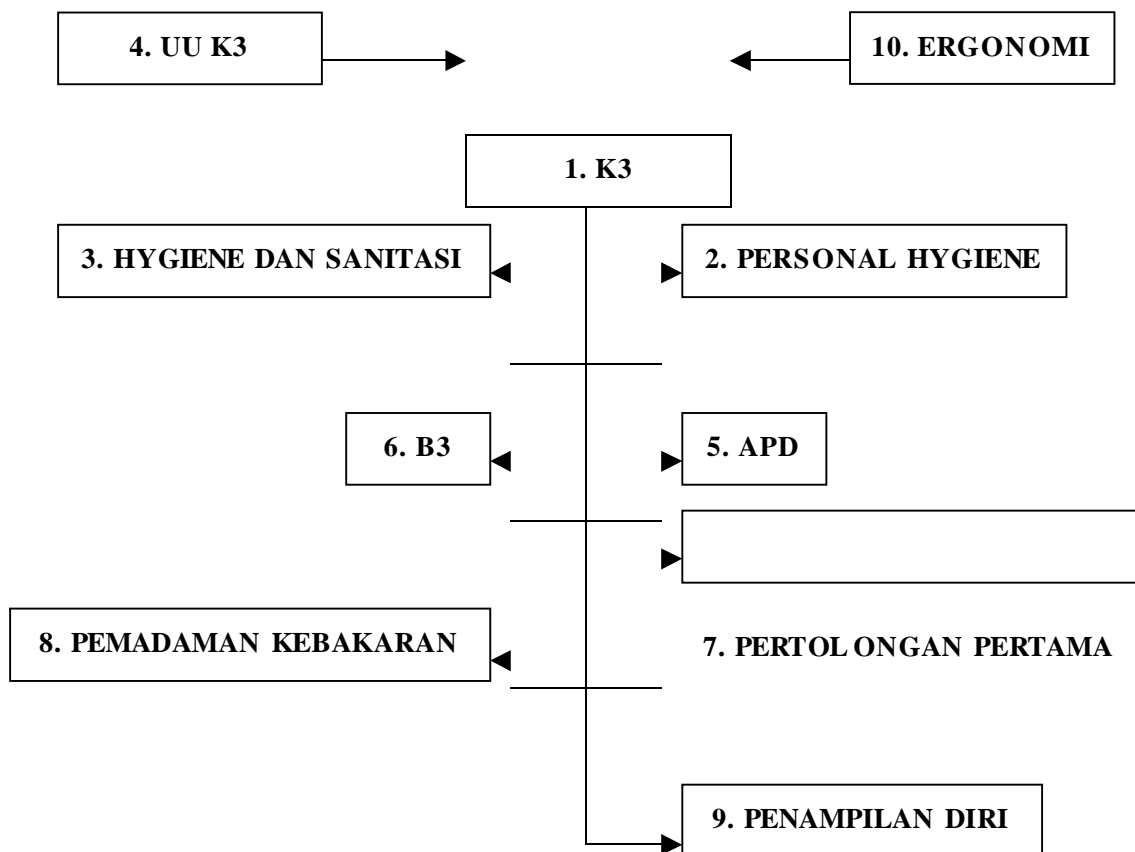 4. UU K3
10. ERGONOMI
1. K3
3. HYGIENE DAN SANITASI
2. PERSONAL HYGIENE
6. B3
5. APD
8. PEMADAMAN KEBAKARAN
7. PERTOLONGAN PERTAMA
9. PENAMPILAN DIRI